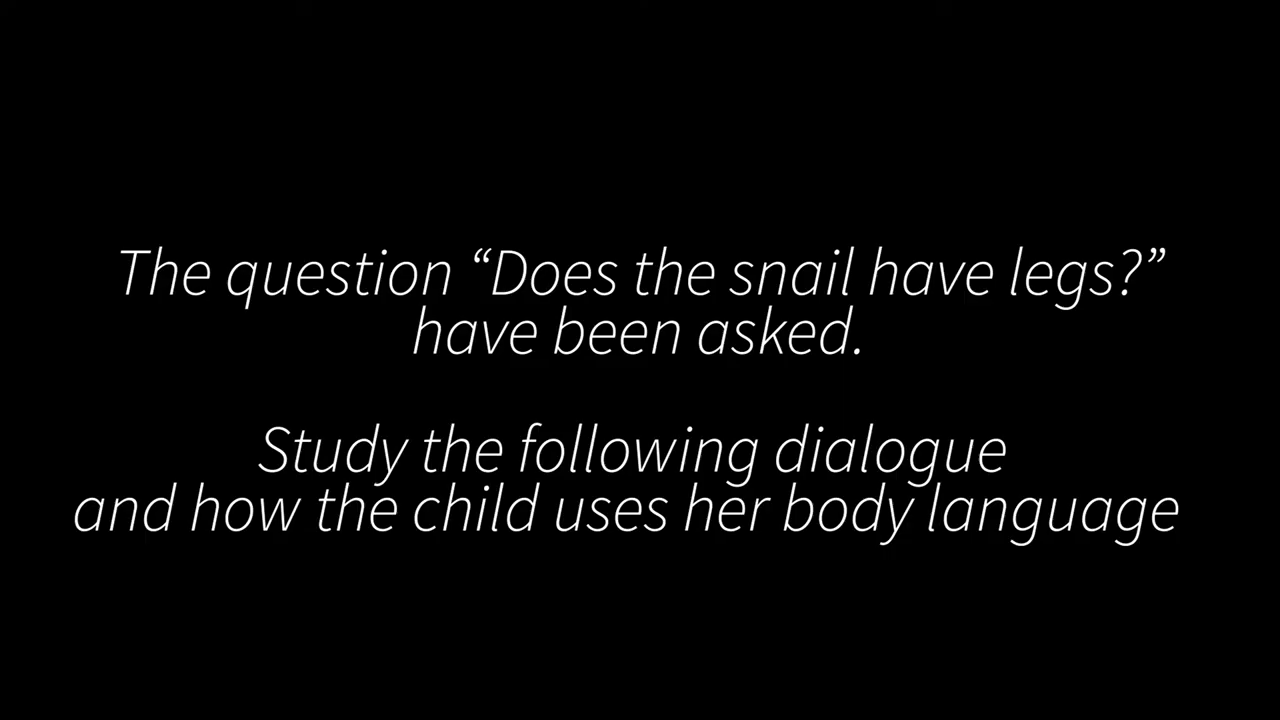 The question “Does the snail have legs?”
have been asked.
Study the following dialogue
and how the child uses her body language